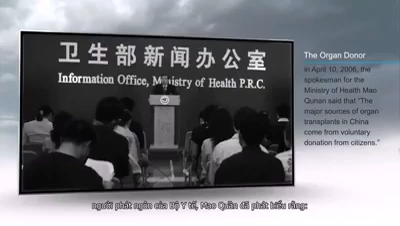 卫生部新闻办公室
Information Office, Ministry of Health P.R.C.
The Organ Donor
in April 10, 2006, the
spokesman for the
Ministry of Health Mao
Qunan said that "The
major sources of organ
transplants in China
come from voluntary
donation from citizens."
người phát ngôn của Bộ Y tế, Mao Quần đã phát biểu rằng: